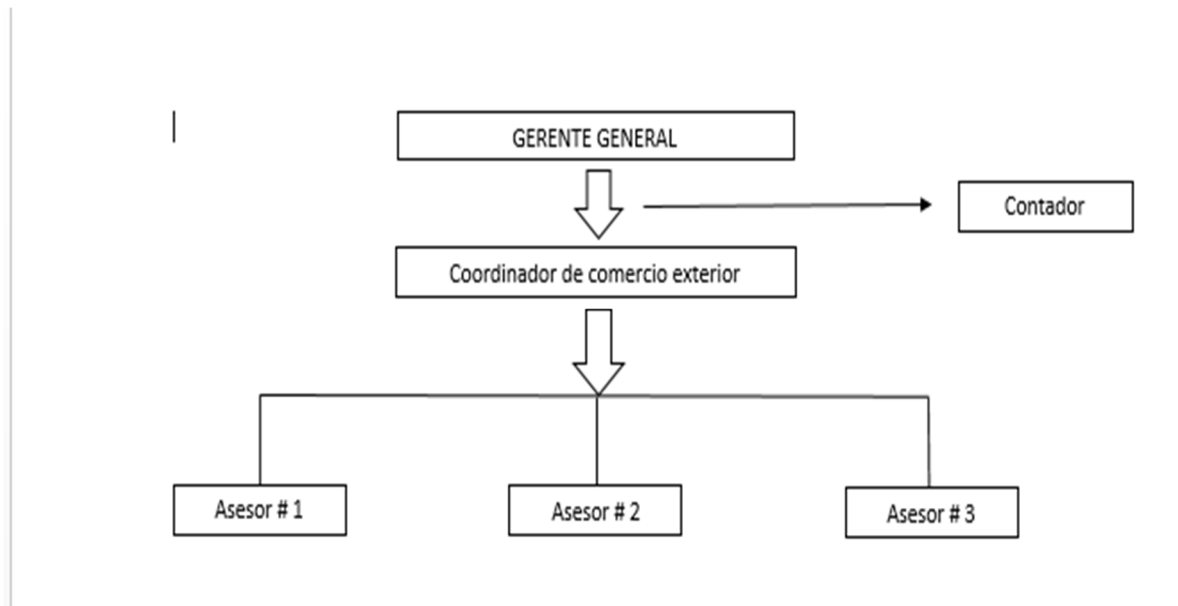 GERENTE GENERAL
Contador
Coordinador de comercio exterior
Asesor # 1
Asesor # 2
Asesor # 3